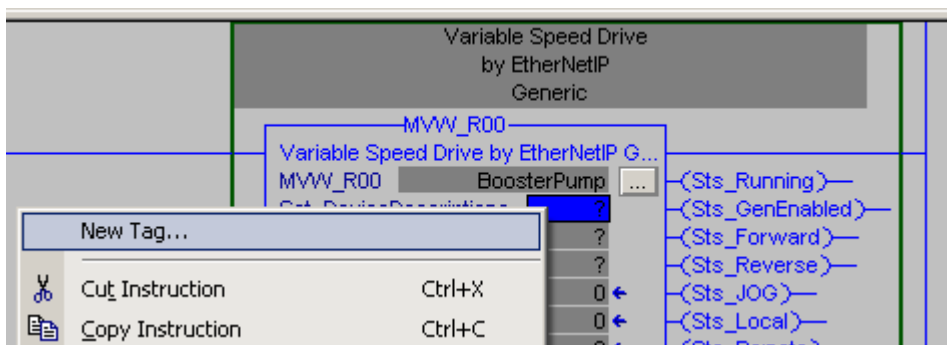 Variable Speed Drive
by EtherNetIP
Generic
MVW_R00
Variable Speed Drive by EtherNetIP G...
MVW_R00 BoosterPump ... (Sts_Running)
? (Sts_GenEnabled)
New Tag... ? (Sts_Forward)
? (Sts_Reverse)
Cut Instruction Ctrl+X 0 (Sts_JOG)
Copy Instruction Ctrl+C 0 (Sts_Local)